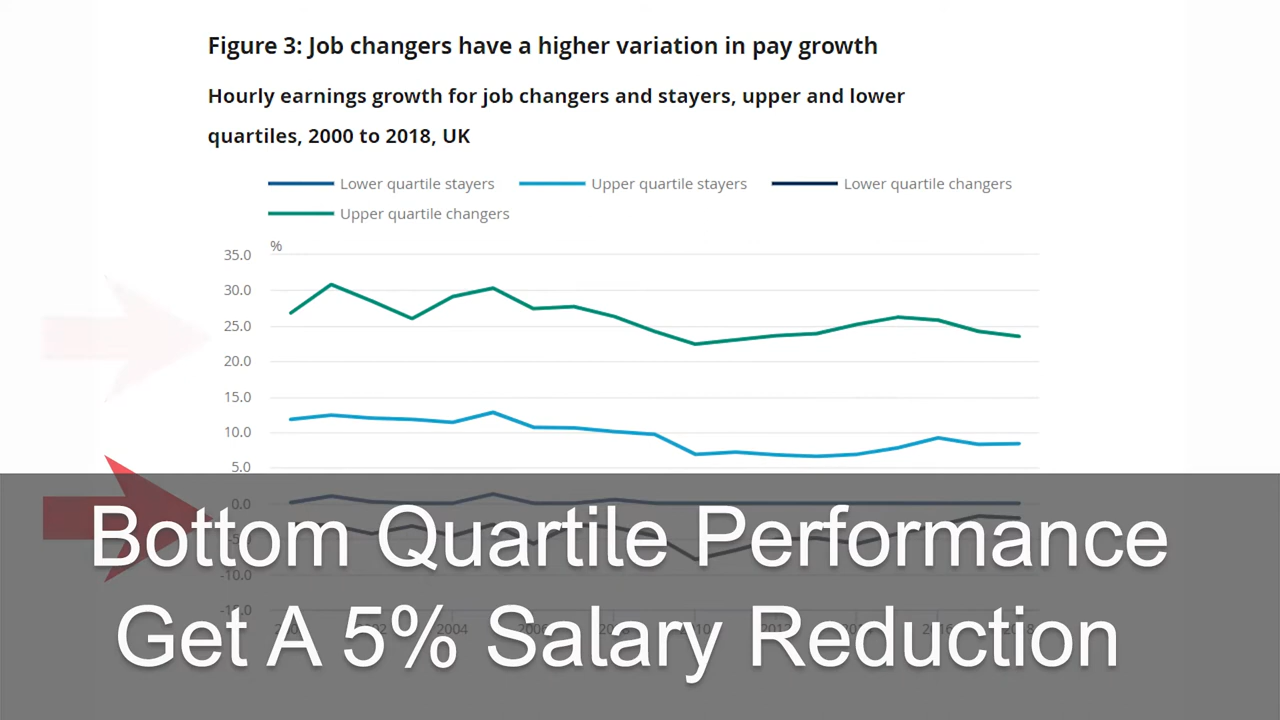 Figure 3: Job changers have a higher variation in pay growth
Hourly earnings growth for job changers and stayers, upper and lower
quartiles, 2000 to 2018, UK
Lower quartile stayers
Upper quartile stayers
Lower quartile changers
Upper quartile changers
%
35.0
30.0
25.0
20.0
15.0
10.0
5.0
0.0
-10.0
2004
2006
2010
2012
2014
2016
2018
Bottom Quartile Performance
Get A 5% Salary Reduction